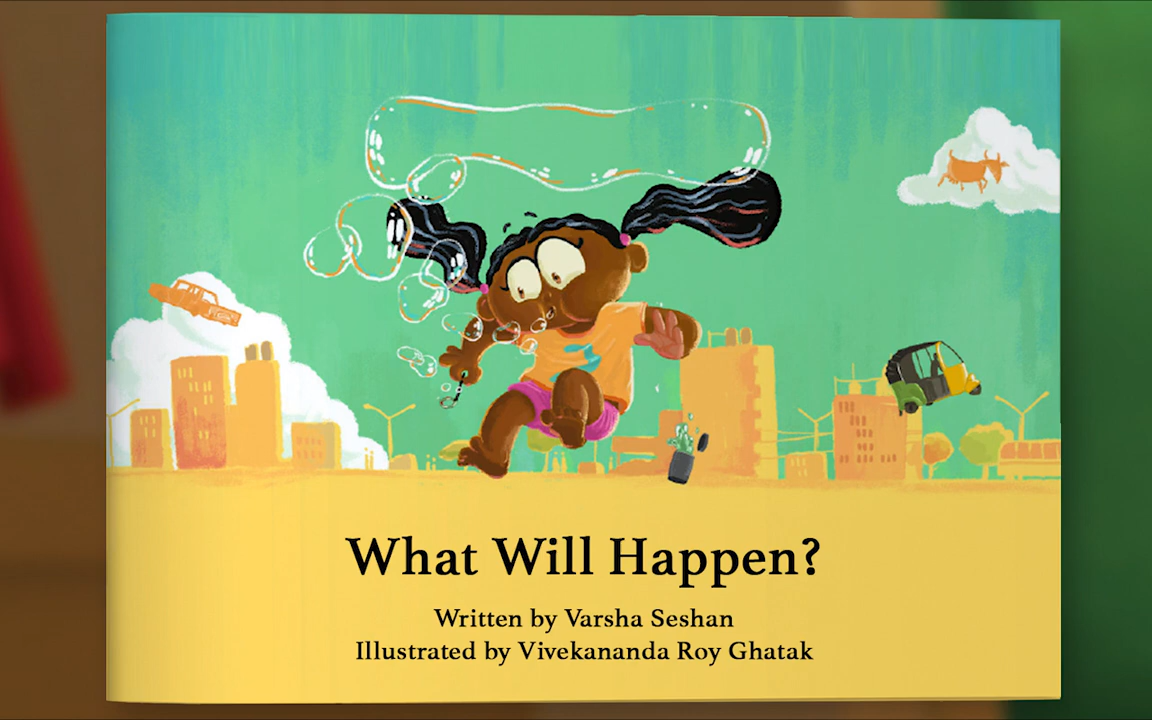 What Will Happen?
Written by Varsha Seshan
Illustrated by Vivekananda Roy Ghatak